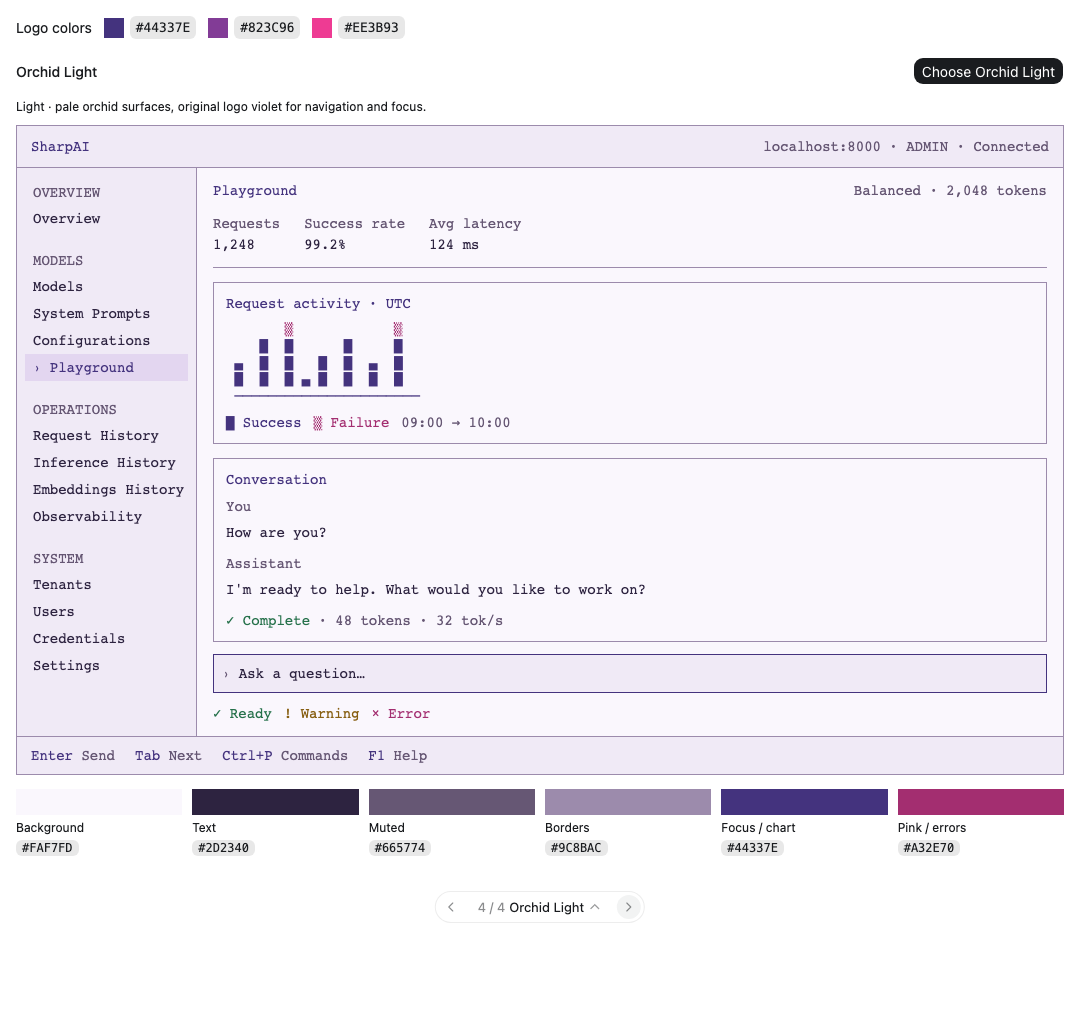 Logo colors #44337E #823C96 #EE3B93
Orchid Light
Choose Orchid Light
Light · pale orchid surfaces, original logo violet for navigation and focus.
SharpAI
localhost:8000 · ADMIN · Connected
OVERVIEW
Overview
MODELS
Models
System Prompts
Configurations
› Playground
OPERATIONS
Request History
Inference History
Embeddings History
Observability
SYSTEM
Tenants
Users
Credentials
Settings
Playground
Balanced · 2,048 tokens
Requests Success rate Avg latency
1,248 99.2% 124 ms
Request activity · UTC
Success Failure 09:00 → 10:00
Conversation
You
How are you?
Assistant
I'm ready to help. What would you like to work on?
✓ Complete · 48 tokens · 32 tok/s
› Ask a question…
✓ Ready ! Warning × Error
Enter Send Tab Next Ctrl+P Commands F1 Help
Background Text Muted Borders Focus / chart Pink / errors
#FAF7FD #2D2340 #665774 #9C8BAC #44337E #A32E70
4 / 4 Orchid Light